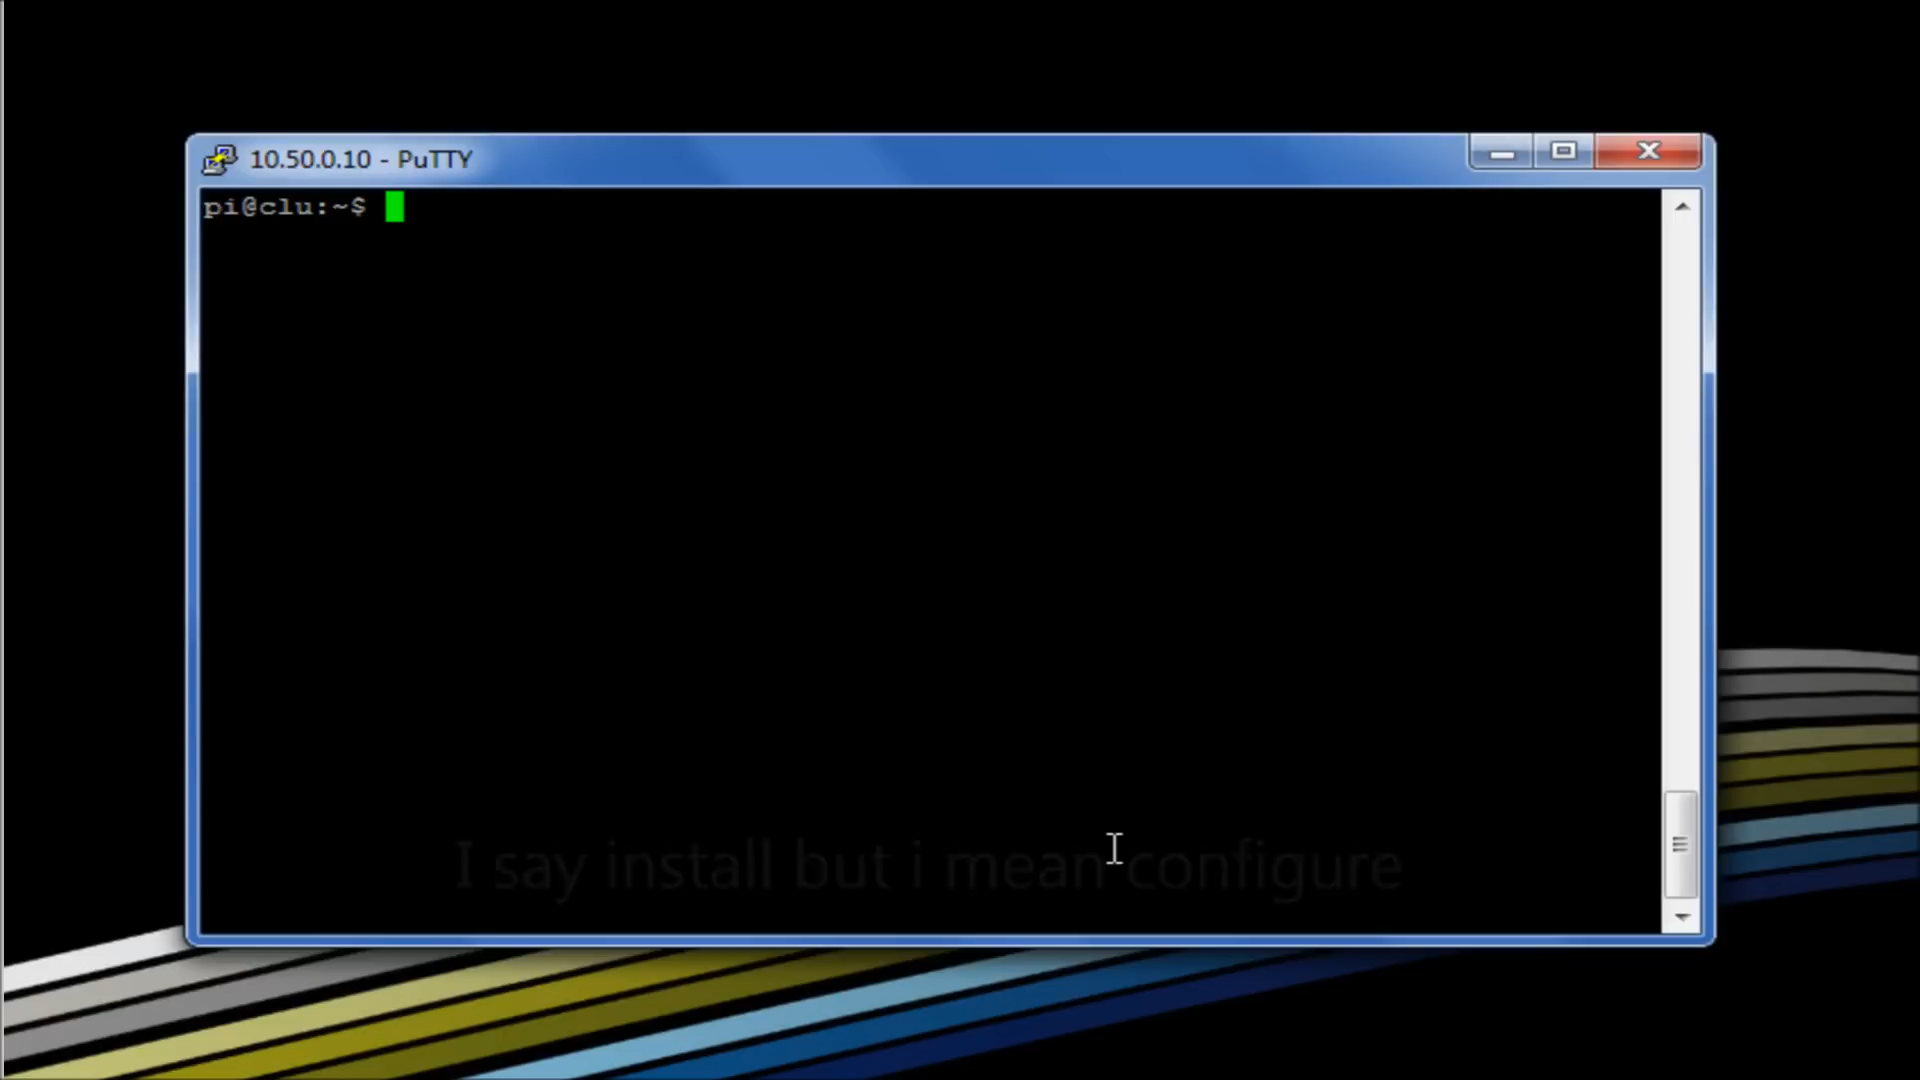 10.50.0.10 - PuTTY
pi@clu:~$
I say install but i mean configure